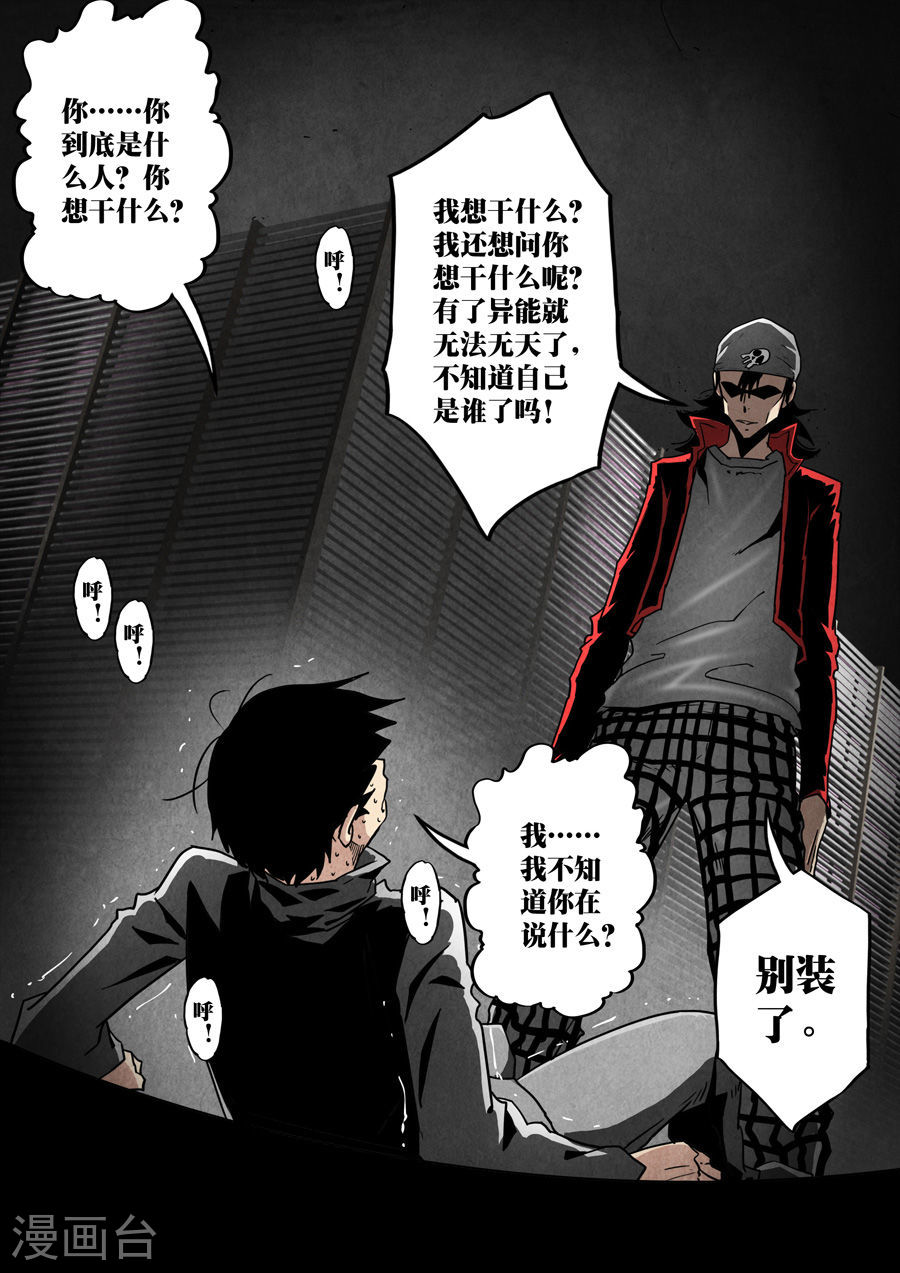 你……你
到底是什
么人？你
想干什么？
我想干什么？
我还想问你
想干什么呢？
有了异能就
无法无天了，
不知道自己
是谁了吗！
呼！
呼！
呼！
我……
我不知
道你在
说什么？
呼！
呼！
别装
了。
漫画台